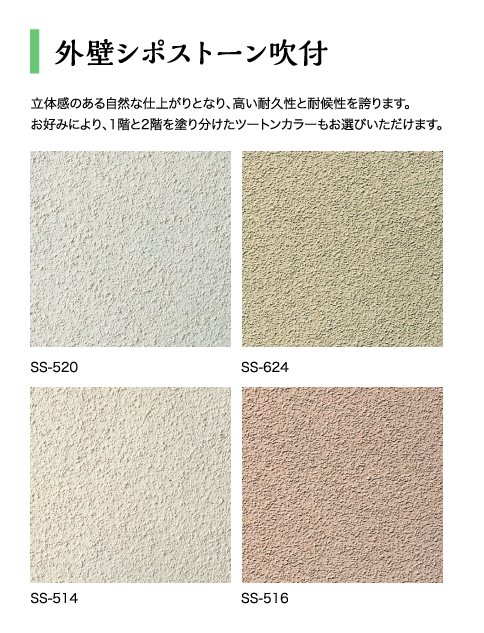 外壁シポストーン吹付
立体感のある自然な仕上がりとなり、高い耐久性と耐候性を誇ります。
お好みにより、1階と2階を塗り分けたツートンカラーもお選びいただけます。
SS-520
SS-624
SS-514
SS-516